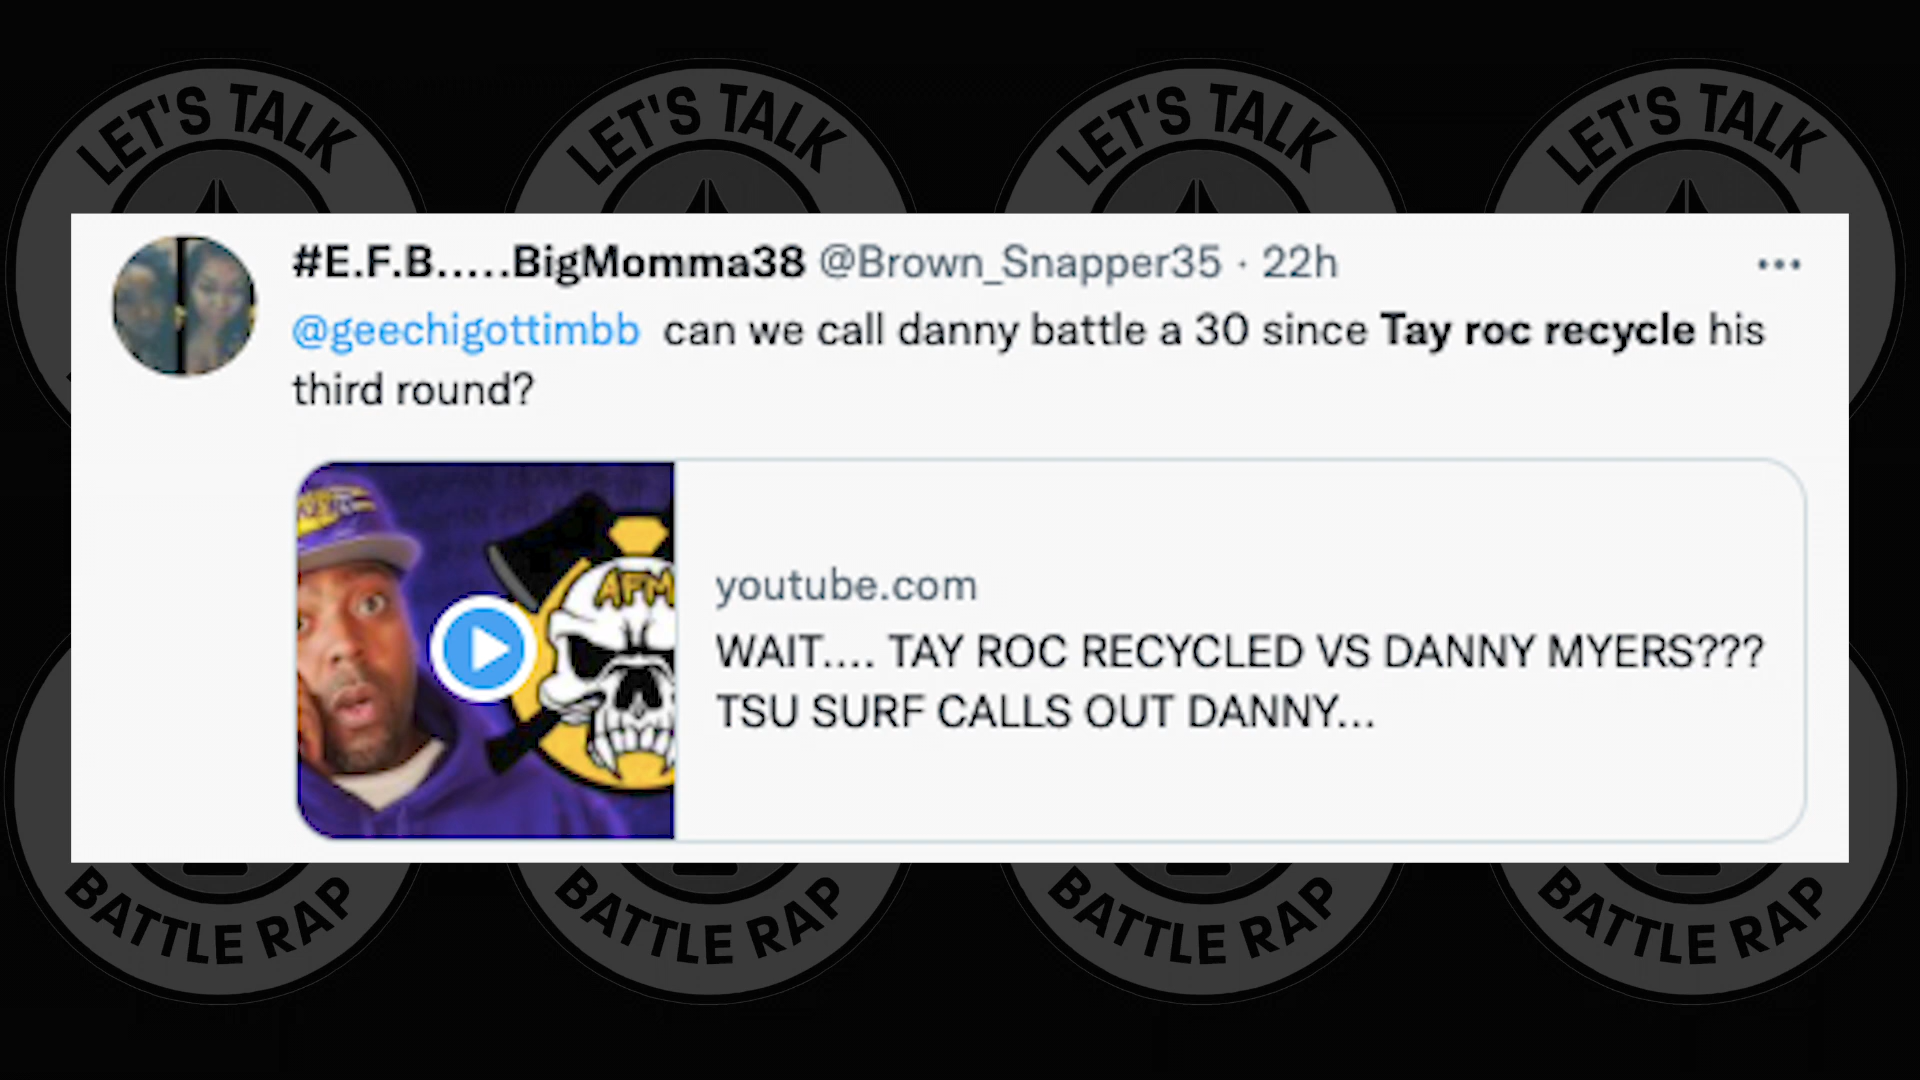 LET'S TALK
LET'S TALK
LET'S TALK
LET'S TALK
#E.F.B.....BigMomma38 @Brown_Snapper35 · 22h
@geechigottimbb can we call danny battle a 30 since Tay roc recycle his
third round?
AFM
youtube.com
WAIT.... TAY ROC RECYCLED VS DANNY MYERS???
TSU SURF CALLS OUT DANNY...
BATTLE RAP
BATTLE RAP
BATTLE RAP
BATTLE RAP